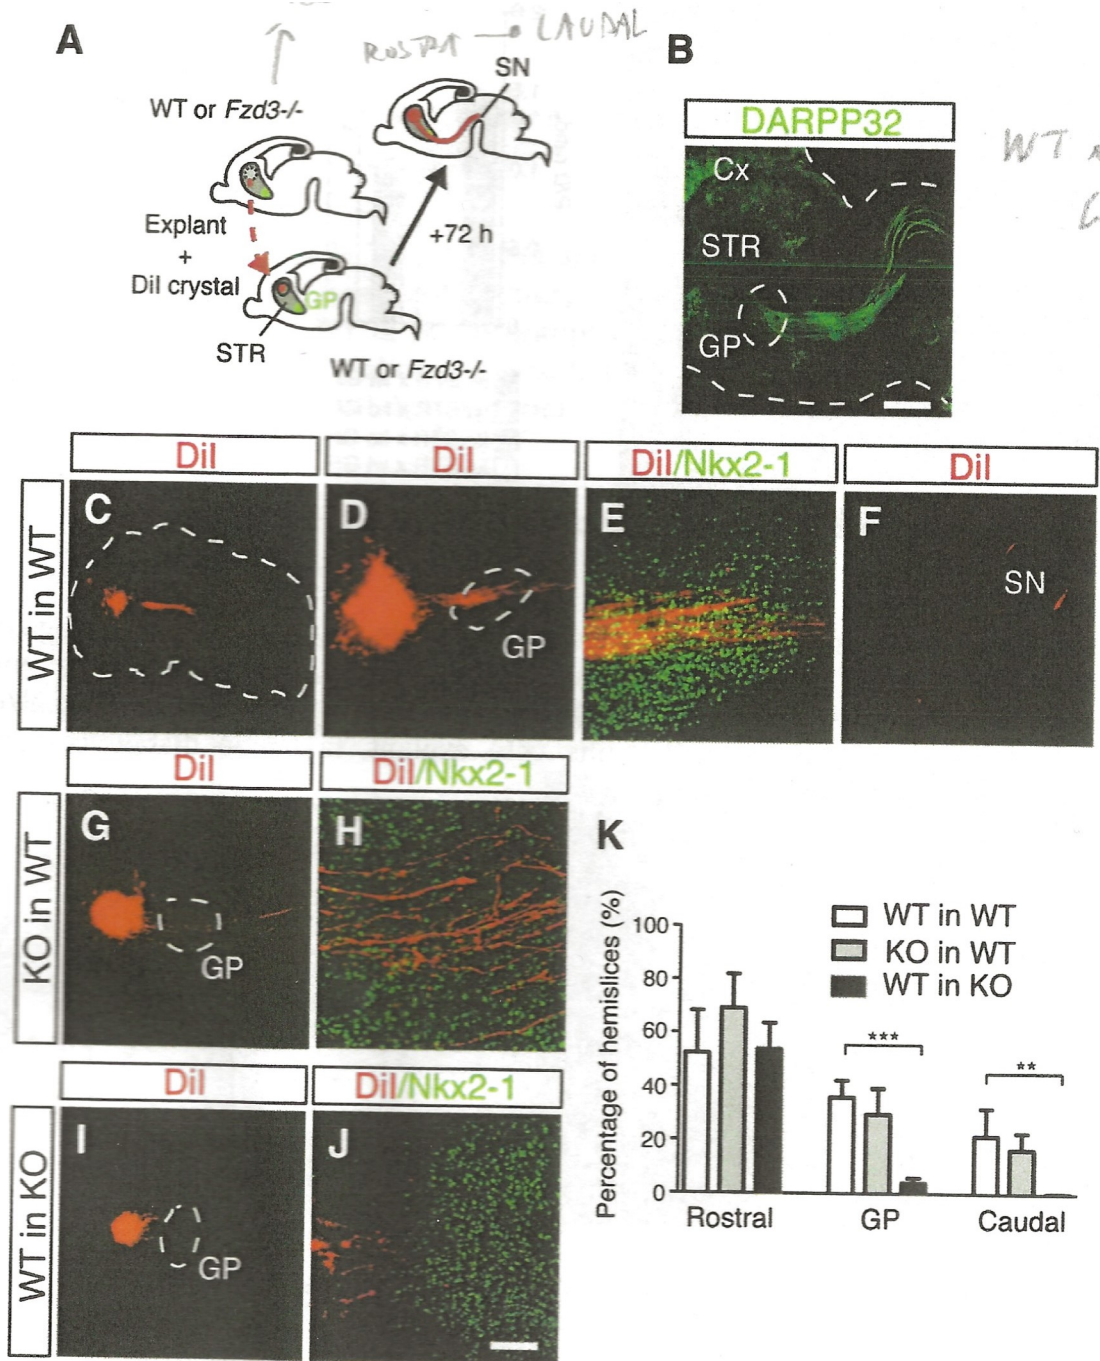 A
ROSTRA → CAUDAL
SN
WT or Fzd3-/-
Explant
+
DiI crystal
+72 h
GP
STR
WT or Fzd3-/-
B
DARPP32
Cx
STR
GP
WT
DiI
DiI
DiI/Nkx2-1
DiI
WT in WT
C
D
GP
E
F
SN
DiI
DiI/Nkx2-1
KO in WT
G
GP
H
DiI
DiI/Nkx2-1
WT in KO
I
GP
J
K
Percentage of hemislices (%)
100
80
60
40
20
0
WT in WT
KO in WT
WT in KO
***
**
Rostral
GP
Caudal